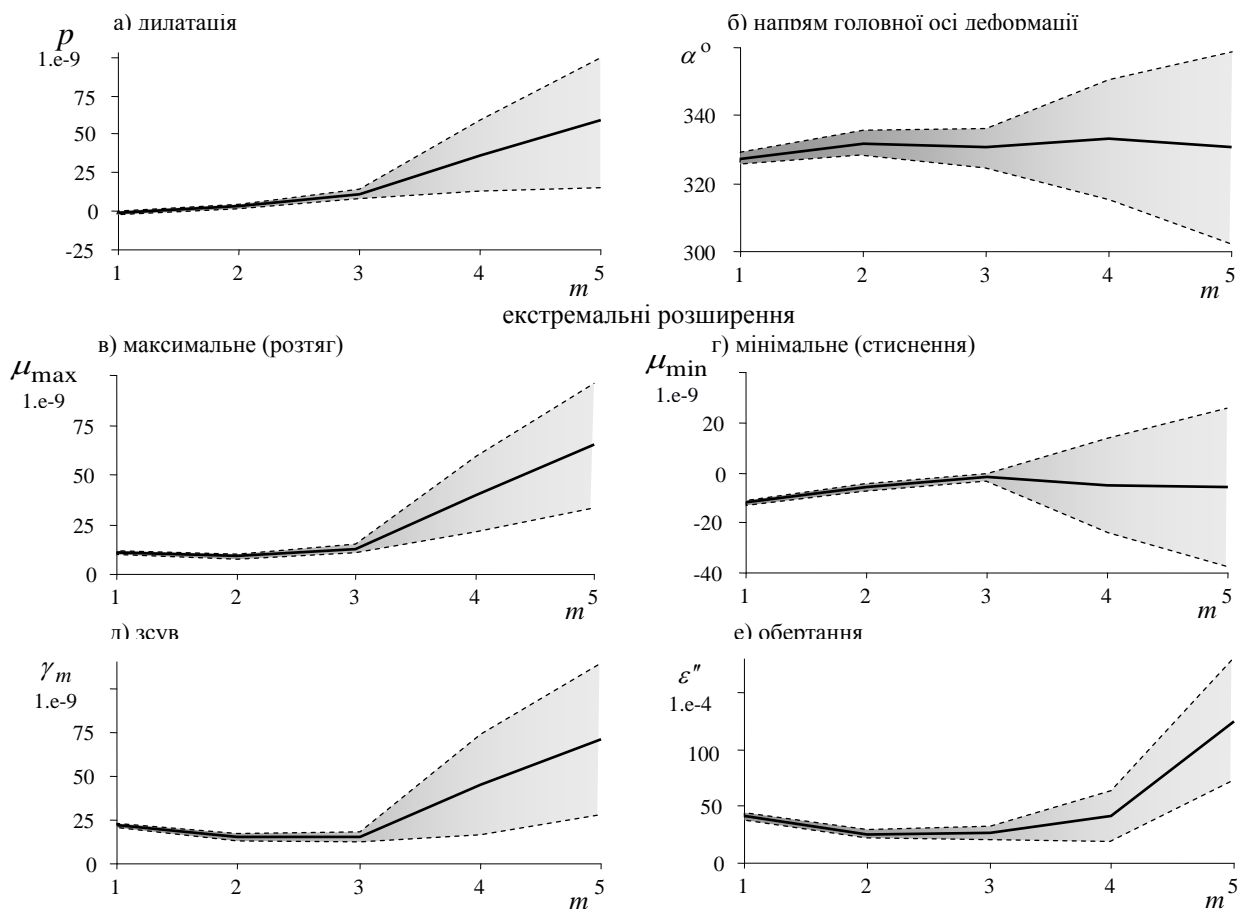 а) дилатація
p
1.e-9
75
50
25
0
-25
1 2 3 4 5
m
б) напрям головної осі деформації
α°
340
320
300
1 2 3 4 5
m
екстремальні розширення
в) максимальне (розтяг)
μmax
1.e-9
75
50
25
0
1 2 3 4 5
m
г) мінімальне (стиснення)
μmin
1.e-9
20
0
-20
-40
1 2 3 4 5
m
д) зсув
γm
1.e-9
75
50
25
0
1 2 3 4 5
m
е) обертання
ε″
1.e-4
100
50
0
1 2 3 4 5
m